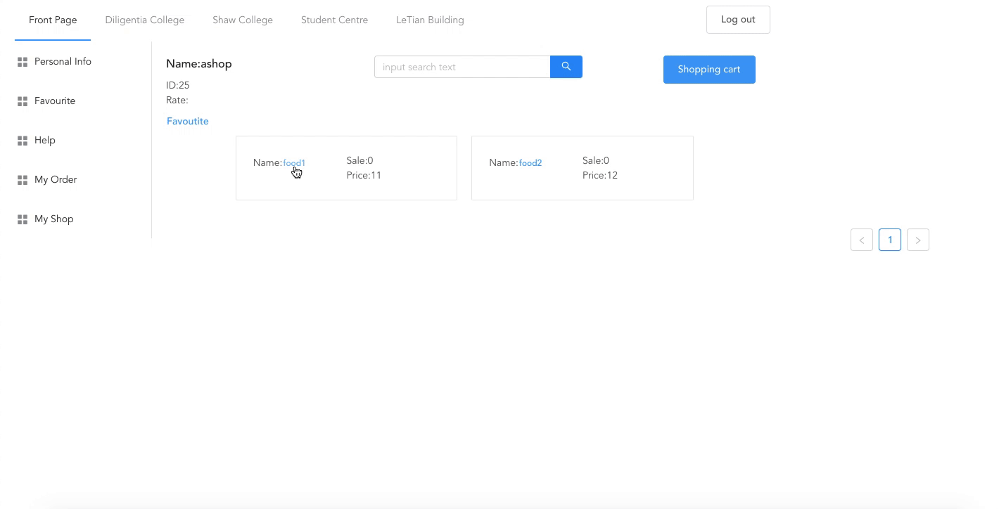 Front Page
Diligentia College
Shaw College
Student Centre
LeTian Building
Log out
Personal Info
Favourite
Help
My Order
My Shop
Name:ashop
input search text
Shopping cart
ID:25
Rate:
Favoutite
Name:food1
Sale:0
Price:11
Name:food2
Sale:0
Price:12
< 1 >